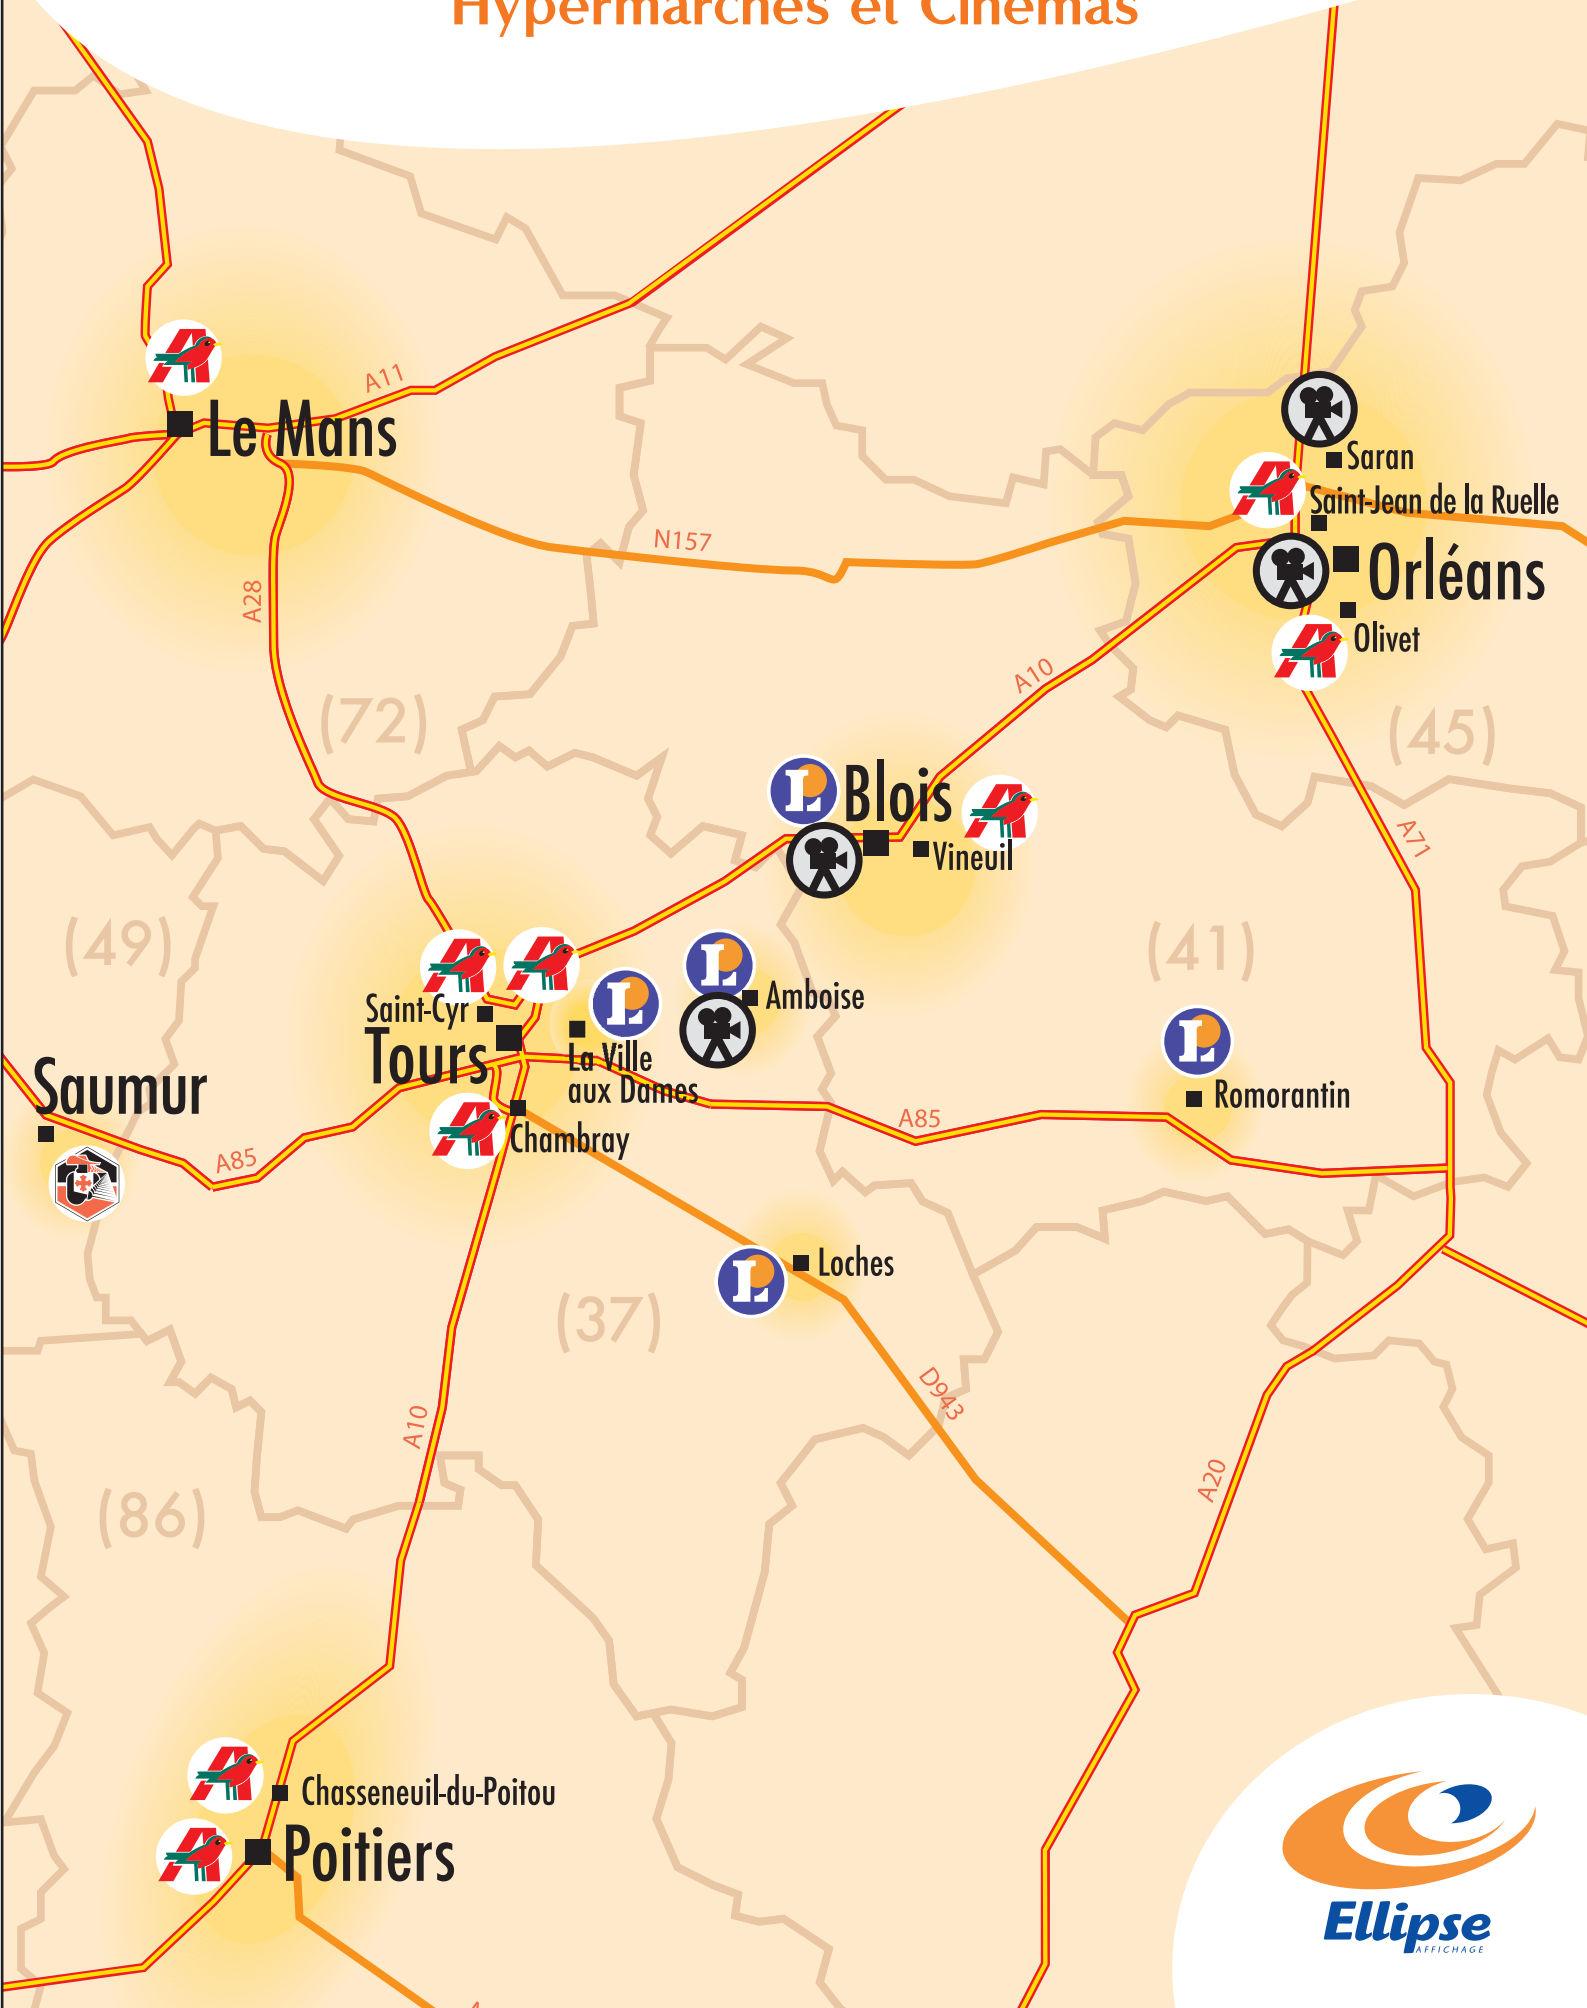 Hypermarchés et Cinémas
A11
Le Mans
Saran
Saint-Jean de la Ruelle
N157
Orléans
A28
Olivet
A10
(72)
(45)
L
Blois
A71
Vineuil
(49)
(41)
L
L
Amboise
Saint-Cyr
Tours
La Ville
aux Dames
L
Saumur
Romorantin
A85
Chambray
A85
L
Loches
(37)
D943
A10
A20
(86)
Chasseneuil-du-Poitou
Poitiers
Ellipse
AFFICHAGE